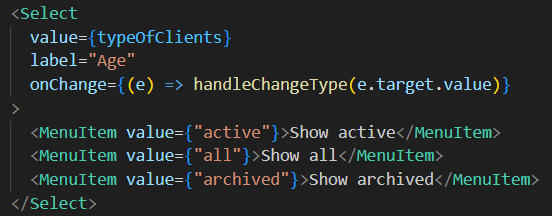 <Select
value={typeOfClients}
label="Age"
onChange={(e) => handleChangeType(e.target.value)}
>
<MenuItem value={"active"}>Show active</MenuItem>
<MenuItem value={"all"}>Show all</MenuItem>
<MenuItem value={"archived"}>Show archived</MenuItem>
</Select>